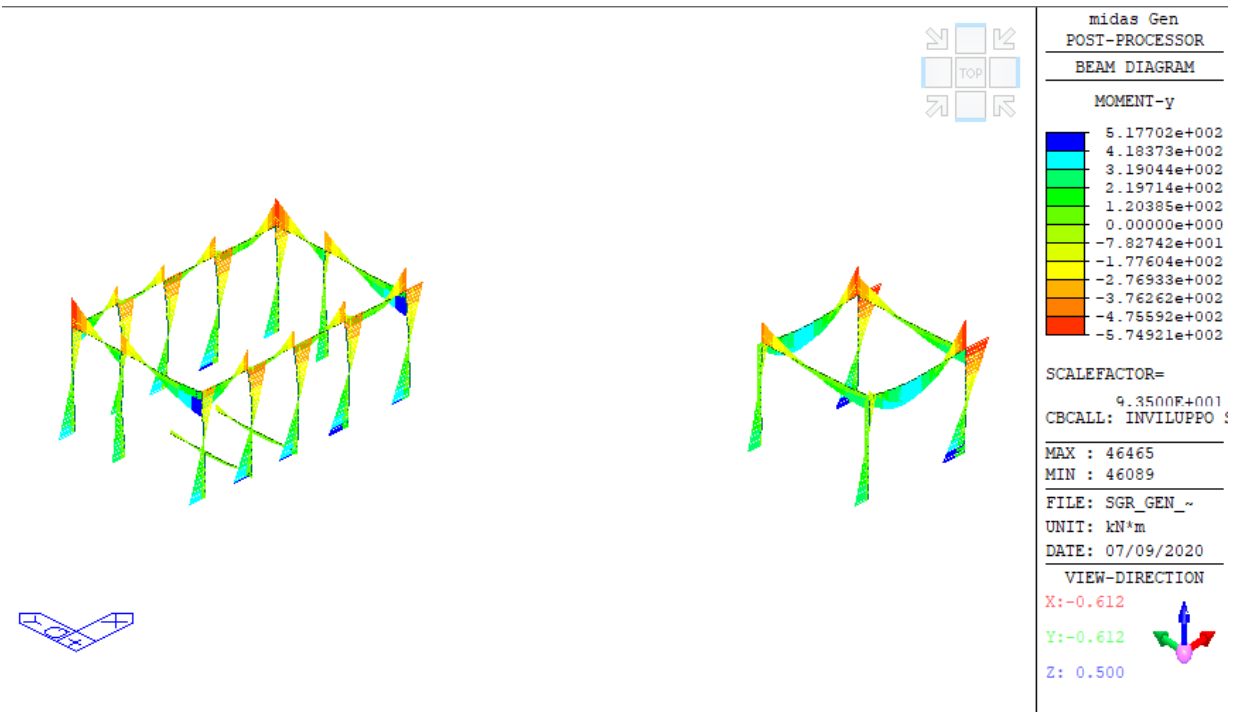 TOP
midas Gen
POST-PROCESSOR
BEAM DIAGRAM
MOMENT-y
5.17702e+002
4.18373e+002
3.19044e+002
2.19714e+002
1.20385e+002
0.00000e+000
-7.82742e+001
-1.77604e+002
-2.76933e+002
-3.76262e+002
-4.75592e+002
-5.74921e+002
SCALEFACTOR=
9.3500E+001
CBCALL: INVILUPPO S
MAX : 46465
MIN : 46089
FILE: SGR_GEN_~
UNIT: kN*m
DATE: 07/09/2020
VIEW-DIRECTION
X:-0.612
Y:-0.612
Z: 0.500